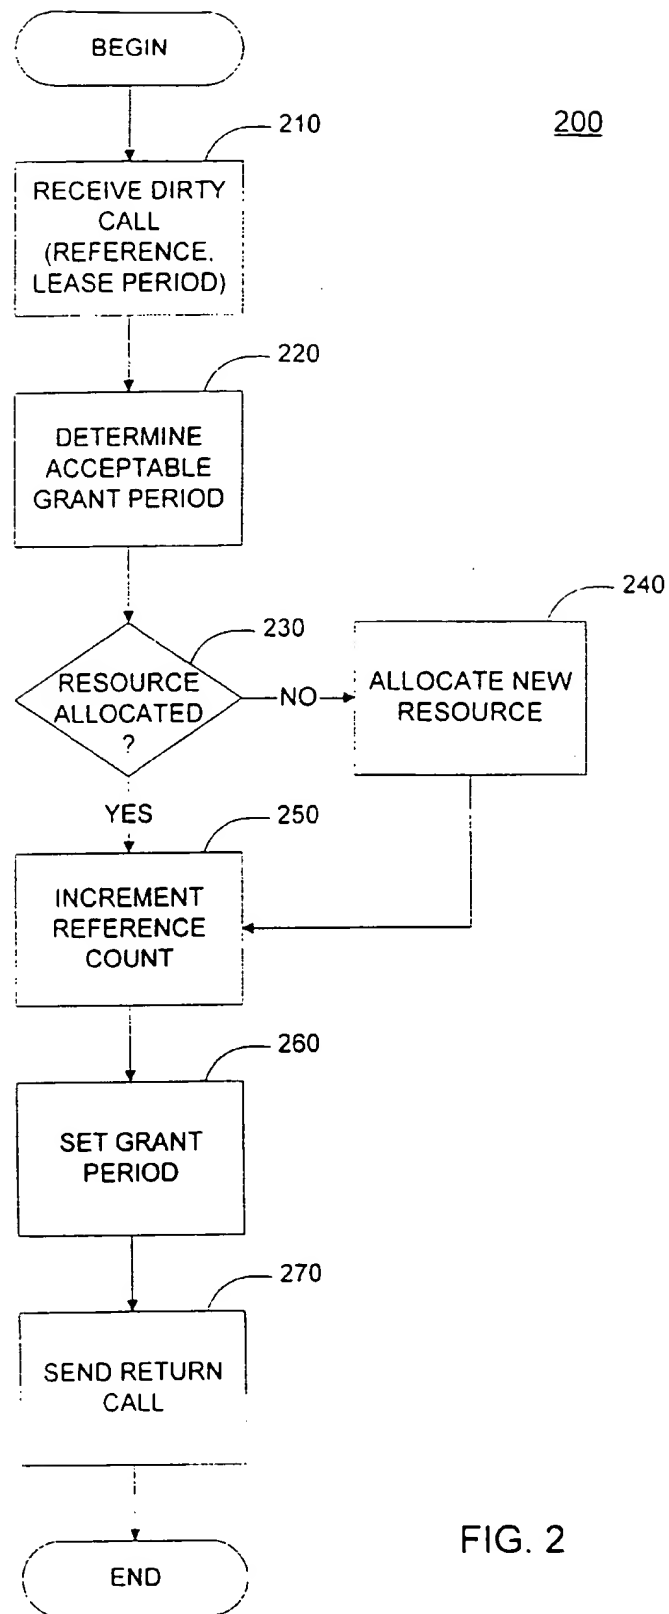 BEGIN
210
200
RECEIVE DIRTY
CALL
(REFERENCE.
LEASE PERIOD)
220
DETERMINE
ACCEPTABLE
GRANT PERIOD
230
RESOURCE
ALLOCATED
?
NO
240
ALLOCATE NEW
RESOURCE
YES
250
INCREMENT
REFERENCE
COUNT
260
SET GRANT
PERIOD
270
SEND RETURN
CALL
END
FIG. 2